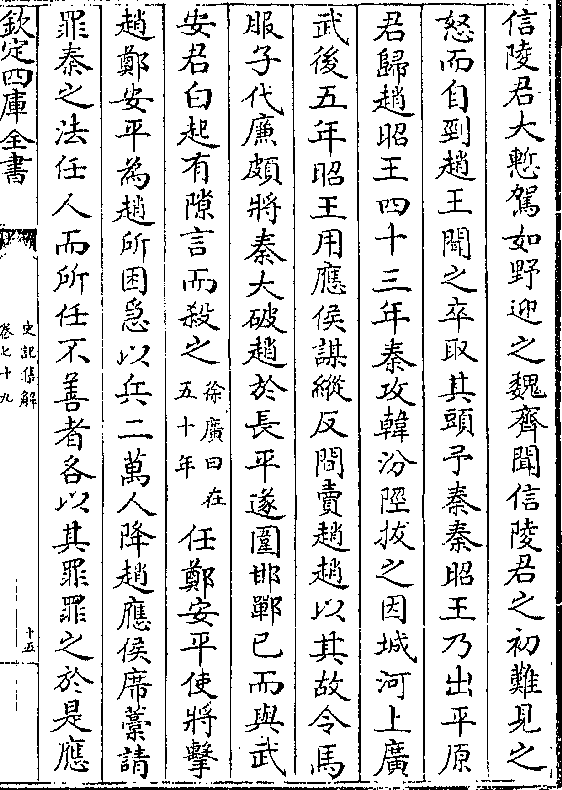 信陵君大慙駕如野迎之魏齊聞信陵君之初難見之
怒而自剄趙王聞之卒取其頭予秦秦昭王乃出平原
君歸趙昭王四十三年秦攻韓汾陘拔之因城河上廣
武後五年昭王用應侯謀縱反間賣趙趙以其故令馬
服子代廉頗將秦大破趙於長平遂圍邯鄲已而與武
安君白起有隙言而殺之徐廣曰在五十年任鄭安平使將擊
趙鄭安平為趙所困急以兵二萬人降趙應侯席藁請
罪秦之法任人而所任不善者各以其罪罪之於是應
欽定四庫全書
史記集解
卷七十九
十五